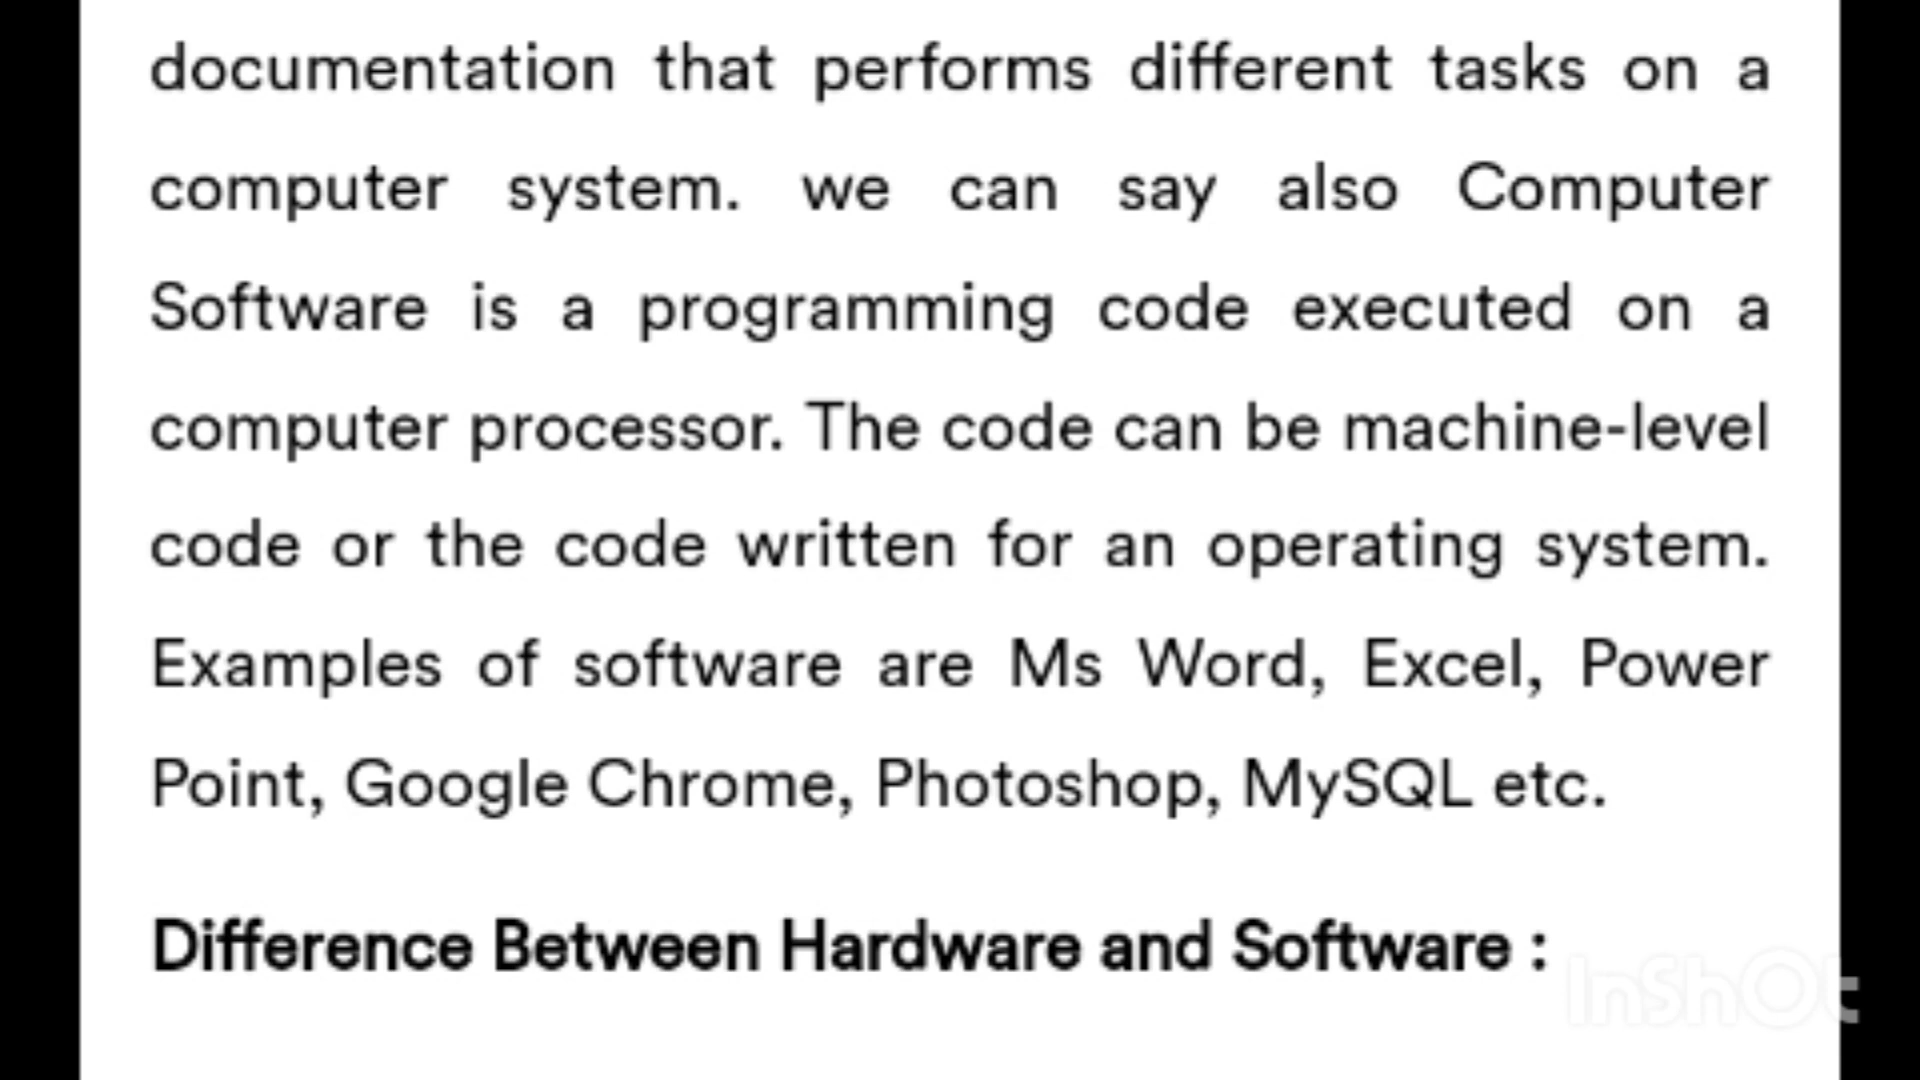 documentation that performs different tasks on a
computer system. we can say also Computer
Software is a programming code executed on a
computer processor. The code can be machine-level
code or the code written for an operating system.
Examples of software are Ms Word, Excel, Power
Point, Google Chrome, Photoshop, MySQL etc.
Difference Between Hardware and Software :
InShOt